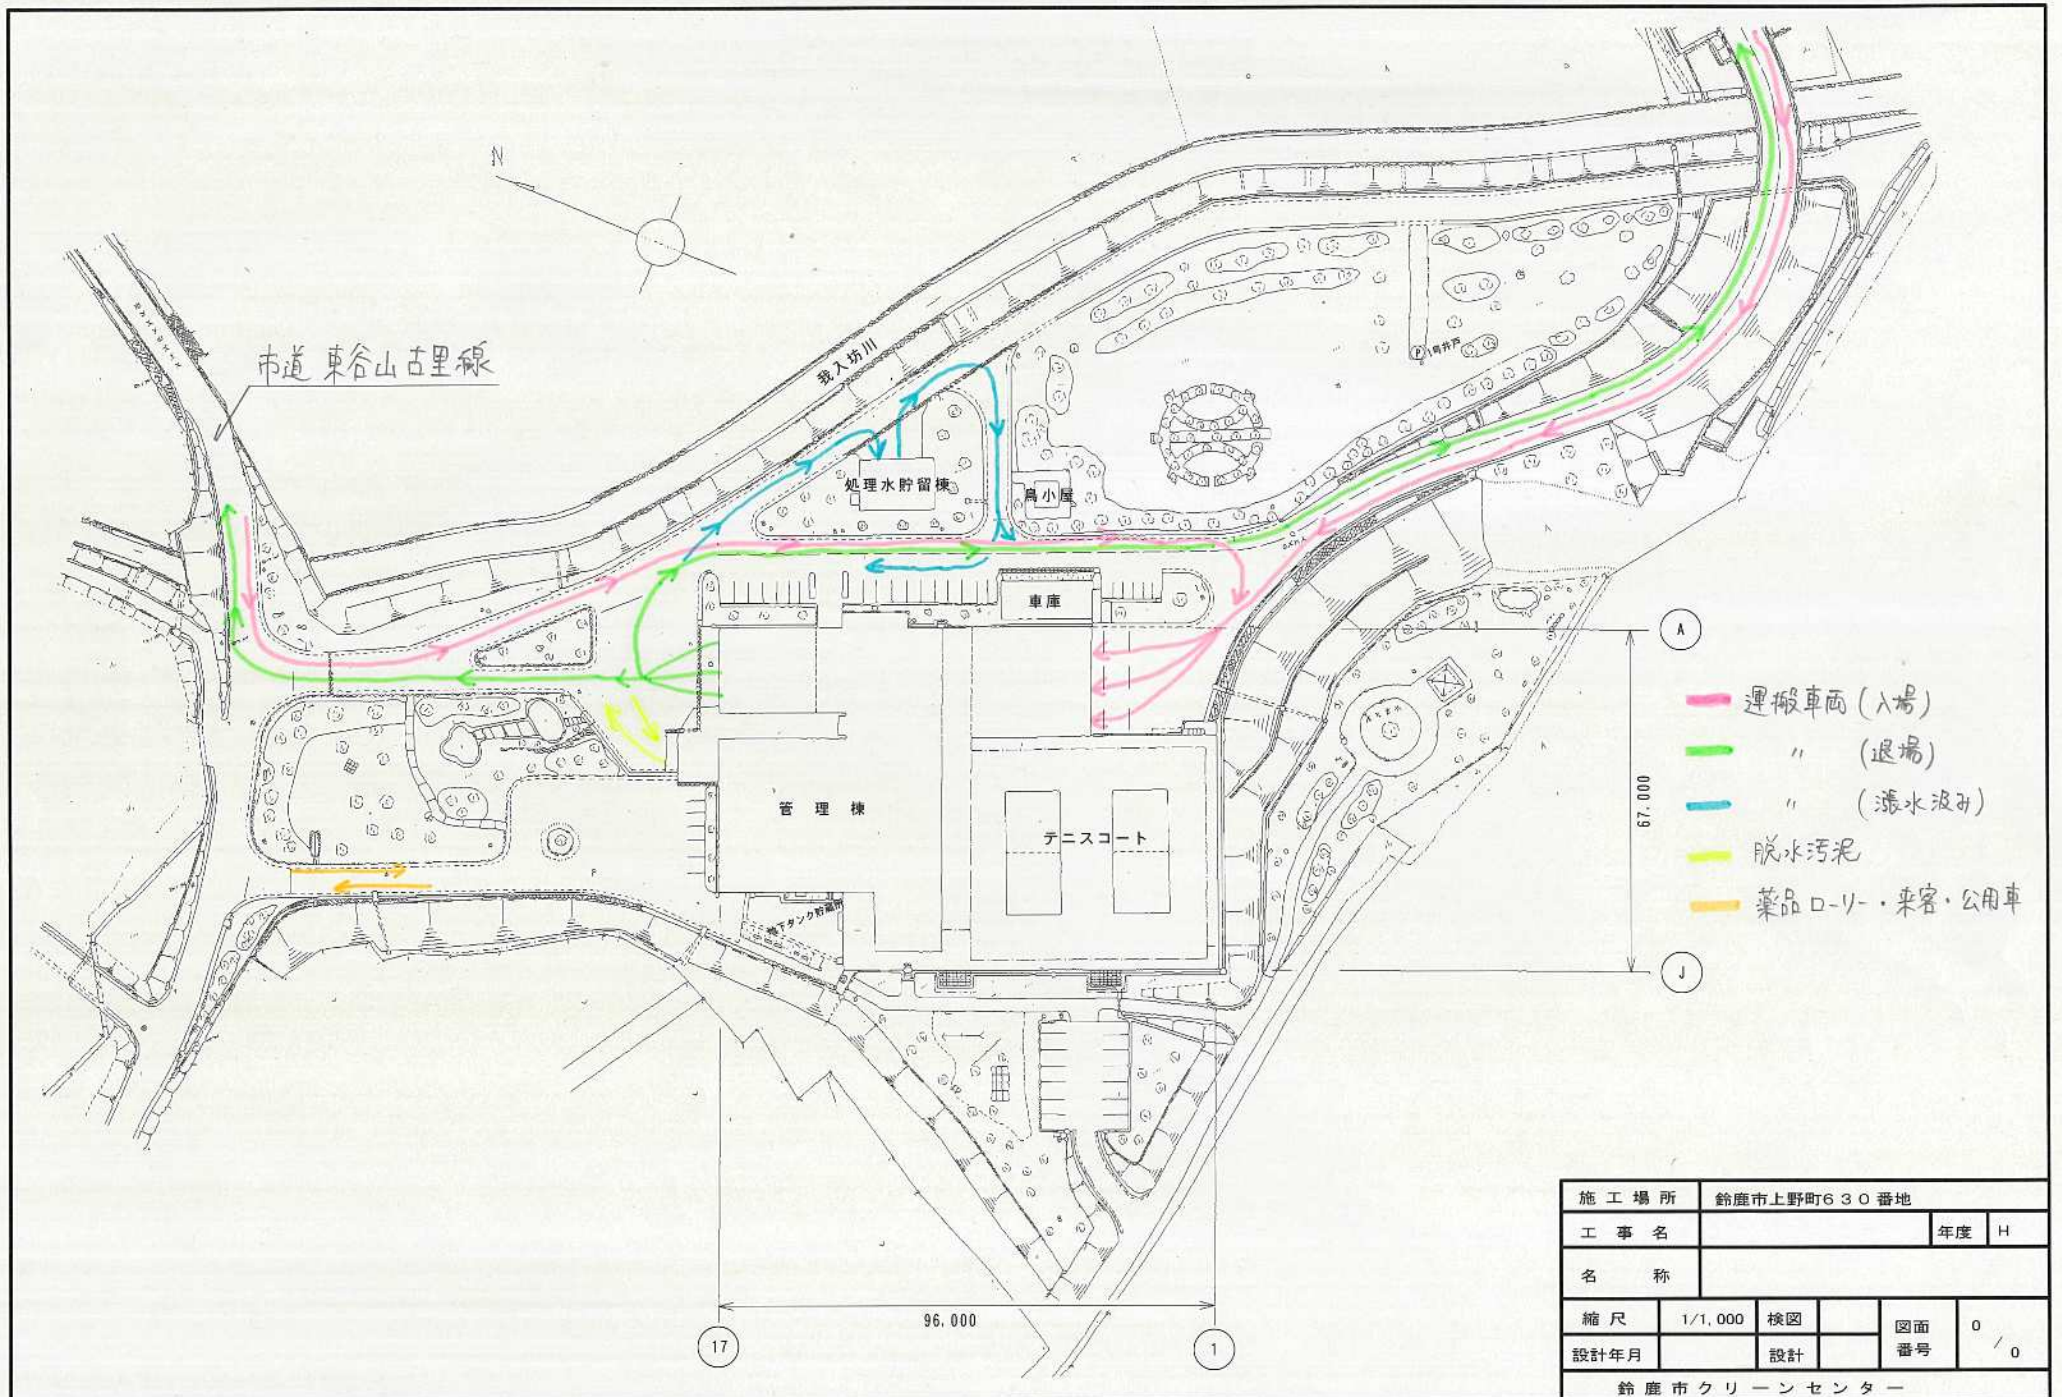 N
市道 東谷山古里線
我入坊川
1号井戸
P
処理水貯留棟
鳥小屋
車庫
A
運搬車両 (入場)
〃 (退場)
〃 (漲水汲み)
脱水汚泥
薬品ローリー・来客・公用車
67.000
管理棟
テニスコート
地下タンク貯蔵所
J
96.000
17
1
施工場所 鈴鹿市上野町630番地
工事名 年度 H
名称
縮尺 1/1,000 検図 図面番号 0/0
設計年月 設計
鈴鹿市クリーンセンター